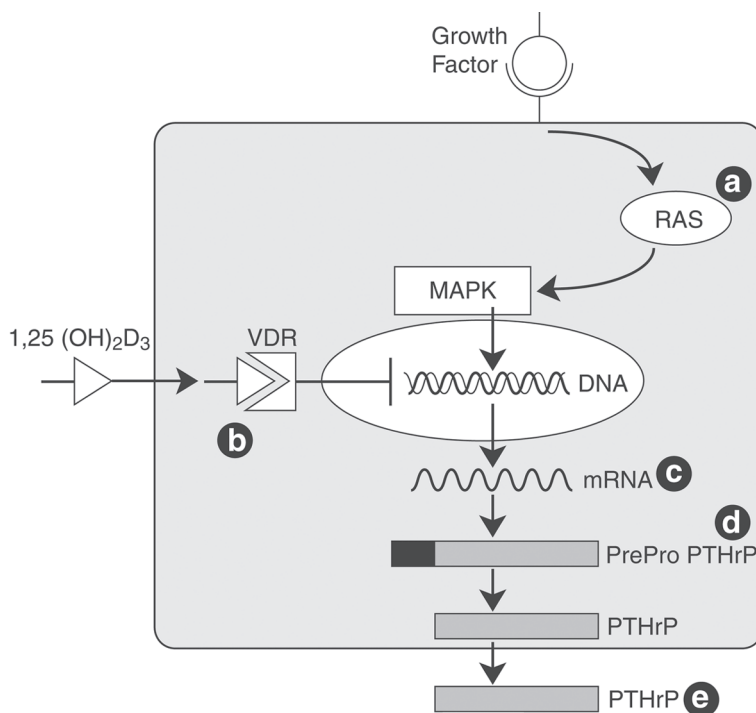 Growth
Factor
a
RAS
MAPK
1,25 (OH)₂D₃
VDR
DNA
b
mRNA c
d
PrePro PTHrP
PTHrP
PTHrP e